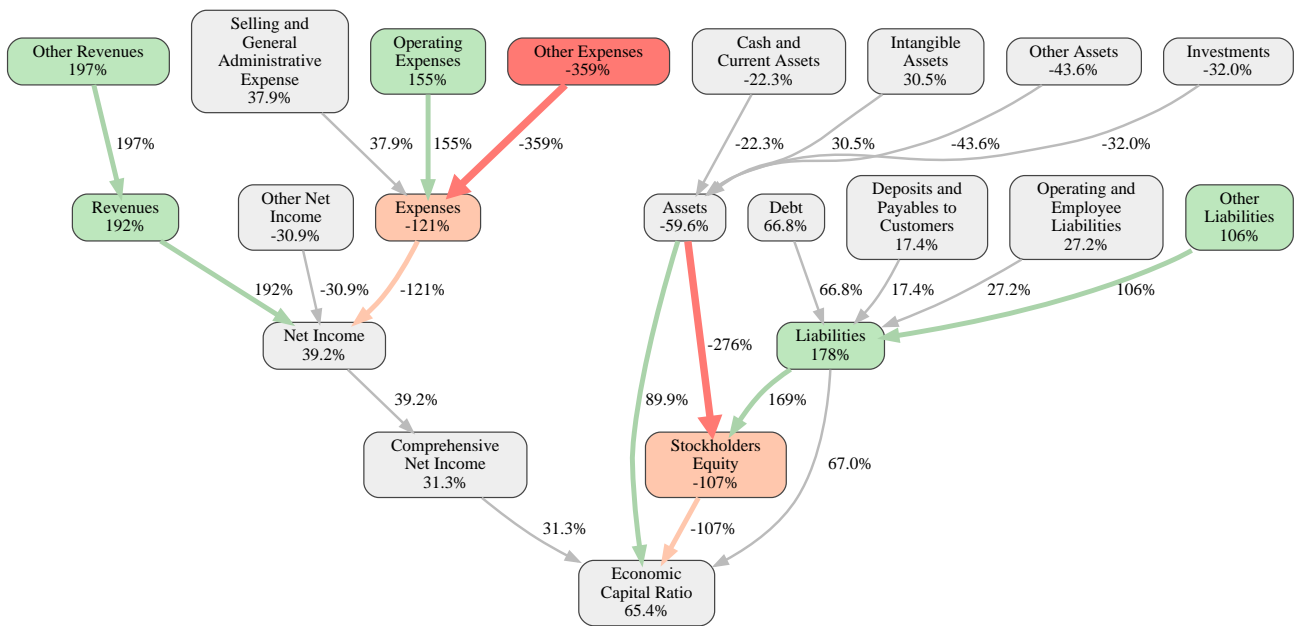 Other Revenues
197%
Selling and
General
Administrative
Expense
37.9%
Operating
Expenses
155%
Other Expenses
-359%
Cash and
Current Assets
-22.3%
Intangible
Assets
30.5%
Other Assets
-43.6%
Investments
-32.0%
197%
37.9%
155%
-359%
-22.3%
30.5%
-43.6%
-32.0%
Revenues
192%
Other Net
Income
-30.9%
Expenses
-121%
Assets
-59.6%
Debt
66.8%
Deposits and
Payables to
Customers
17.4%
Operating and
Employee
Liabilities
27.2%
Other
Liabilities
106%
192%
-30.9%
-121%
66.8%
17.4%
27.2%
106%
Net Income
39.2%
-276%
Liabilities
178%
39.2%
89.9%
169%
Comprehensive
Net Income
31.3%
Stockholders
Equity
-107%
67.0%
31.3%
-107%
Economic
Capital Ratio
65.4%